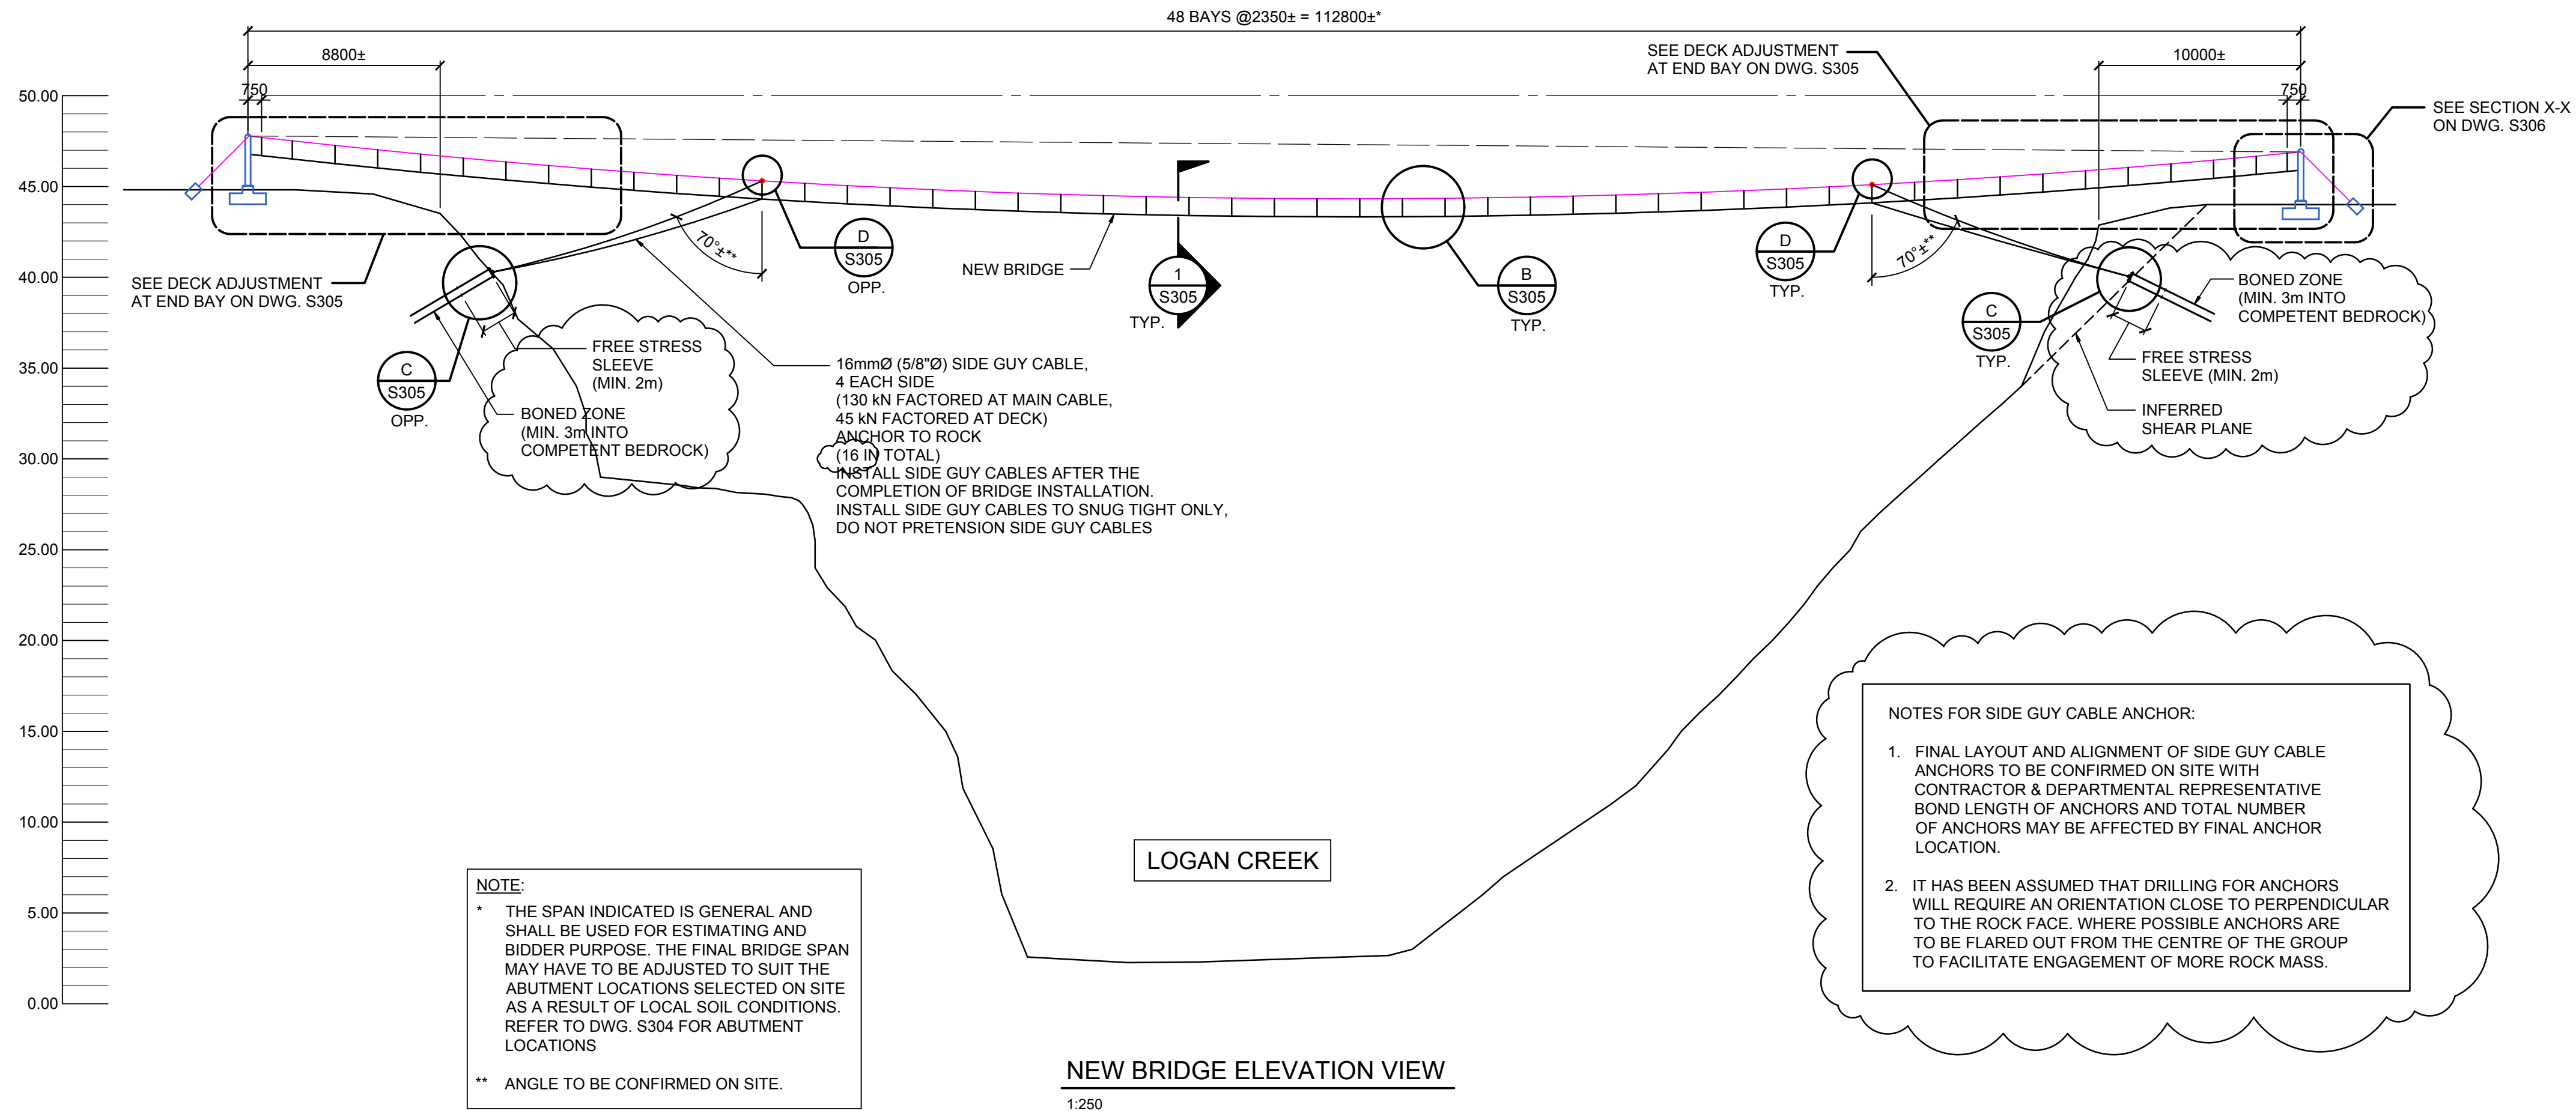 48 BAYS @2350± = 112800±*
8800±
750
SEE DECK ADJUSTMENT
AT END BAY ON DWG. S305
10000±
750
SEE SECTION X-X
ON DWG. S306
50.00
45.00
40.00
35.00
30.00
25.00
20.00
15.00
10.00
5.00
0.00
SEE DECK ADJUSTMENT
AT END BAY ON DWG. S305
70°±**
D
S305
OPP.
NEW BRIDGE
1
S305
TYP.
B
S305
TYP.
D
S305
TYP.
70°±**
C
S305
TYP.
BONED ZONE
(MIN. 3m INTO
COMPETENT BEDROCK)
FREE STRESS
SLEEVE (MIN. 2m)
INFERRED
SHEAR PLANE
C
S305
OPP.
FREE STRESS
SLEEVE
(MIN. 2m)
BONED ZONE
(MIN. 3m INTO
COMPETENT BEDROCK)
16mmØ (5/8"Ø) SIDE GUY CABLE,
4 EACH SIDE
(130 kN FACTORED AT MAIN CABLE,
45 kN FACTORED AT DECK)
ANCHOR TO ROCK
(16 IN TOTAL)
INSTALL SIDE GUY CABLES AFTER THE
COMPLETION OF BRIDGE INSTALLATION.
INSTALL SIDE GUY CABLES TO SNUG TIGHT ONLY,
DO NOT PRETENSION SIDE GUY CABLES
NOTES FOR SIDE GUY CABLE ANCHOR:
1. FINAL LAYOUT AND ALIGNMENT OF SIDE GUY CABLE
ANCHORS TO BE CONFIRMED ON SITE WITH
CONTRACTOR & DEPARTMENTAL REPRESENTATIVE
BOND LENGTH OF ANCHORS AND TOTAL NUMBER
OF ANCHORS MAY BE AFFECTED BY FINAL ANCHOR
LOCATION.
2. IT HAS BEEN ASSUMED THAT DRILLING FOR ANCHORS
WILL REQUIRE AN ORIENTATION CLOSE TO PERPENDICULAR
TO THE ROCK FACE. WHERE POSSIBLE ANCHORS ARE
TO BE FLARED OUT FROM THE CENTRE OF THE GROUP
TO FACILITATE ENGAGEMENT OF MORE ROCK MASS.
LOGAN CREEK
NOTE:
* THE SPAN INDICATED IS GENERAL AND
SHALL BE USED FOR ESTIMATING AND
BIDDER PURPOSE. THE FINAL BRIDGE SPAN
MAY HAVE TO BE ADJUSTED TO SUIT THE
ABUTMENT LOCATIONS SELECTED ON SITE
AS A RESULT OF LOCAL SOIL CONDITIONS.
REFER TO DWG. S304 FOR ABUTMENT
LOCATIONS
** ANGLE TO BE CONFIRMED ON SITE.
NEW BRIDGE ELEVATION VIEW
1:250